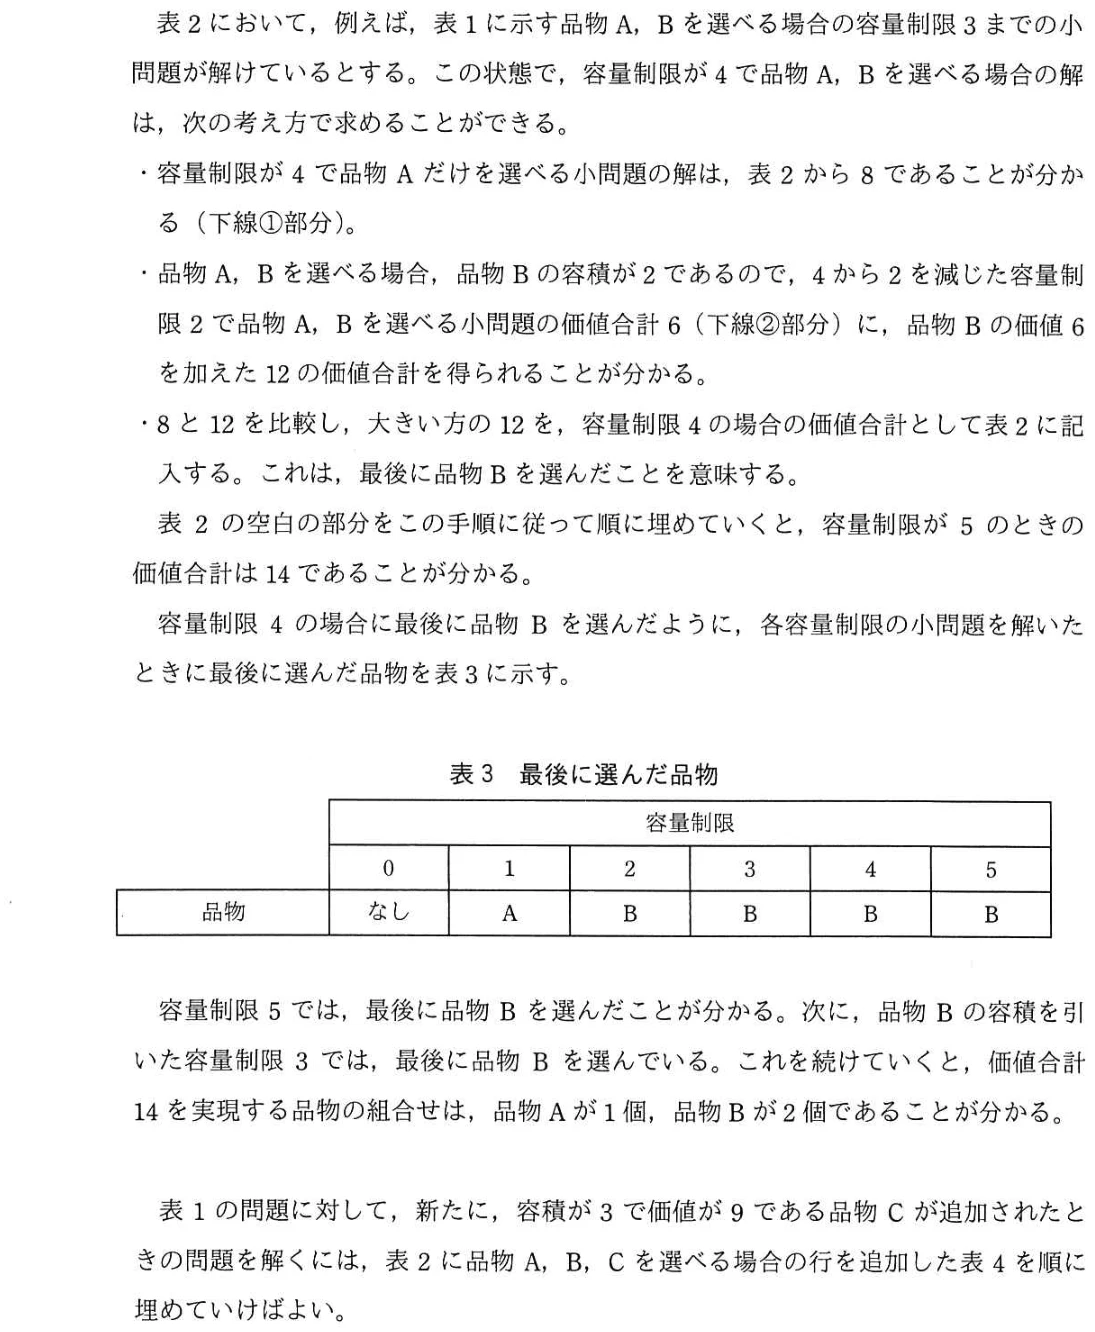 表2において，例えば，表1に示す品物A，Bを選べる場合の容量制限3までの小
問題が解けているとする。この状態で，容量制限が4で品物A，Bを選べる場合の解
は，次の考え方で求めることができる。
・容量制限が4で品物Aだけを選べる小問題の解は，表2から8であることが分か
る（下線①部分）。
・品物A，Bを選べる場合，品物Bの容積が2であるので，4から2を減じた容量制
限2で品物A，Bを選べる小問題の価値合計6（下線②部分）に，品物Bの価値6
を加えた12の価値合計を得られることが分かる。
・8と12を比較し，大きい方の12を，容量制限4の場合の価値合計として表2に記
入する。これは，最後に品物Bを選んだことを意味する。
表2の空白の部分をこの手順に従って順に埋めていくと，容量制限が5のときの
価値合計は14であることが分かる。
容量制限4の場合に最後に品物Bを選んだように，各容量制限の小問題を解いた
ときに最後に選んだ品物を表3に示す。
表3　最後に選んだ品物
容量制限
0 1 2 3 4 5
品物 なし A B B B B
容量制限5では，最後に品物Bを選んだことが分かる。次に，品物Bの容積を引
いた容量制限3では，最後に品物Bを選んでいる。これを続けていくと，価値合計
14を実現する品物の組合せは，品物Aが1個，品物Bが2個であることが分かる。
表1の問題に対して，新たに，容積が3で価値が9である品物Cが追加されたと
きの問題を解くには，表2に品物A，B，Cを選べる場合の行を追加した表4を順に
埋めていけばよい。